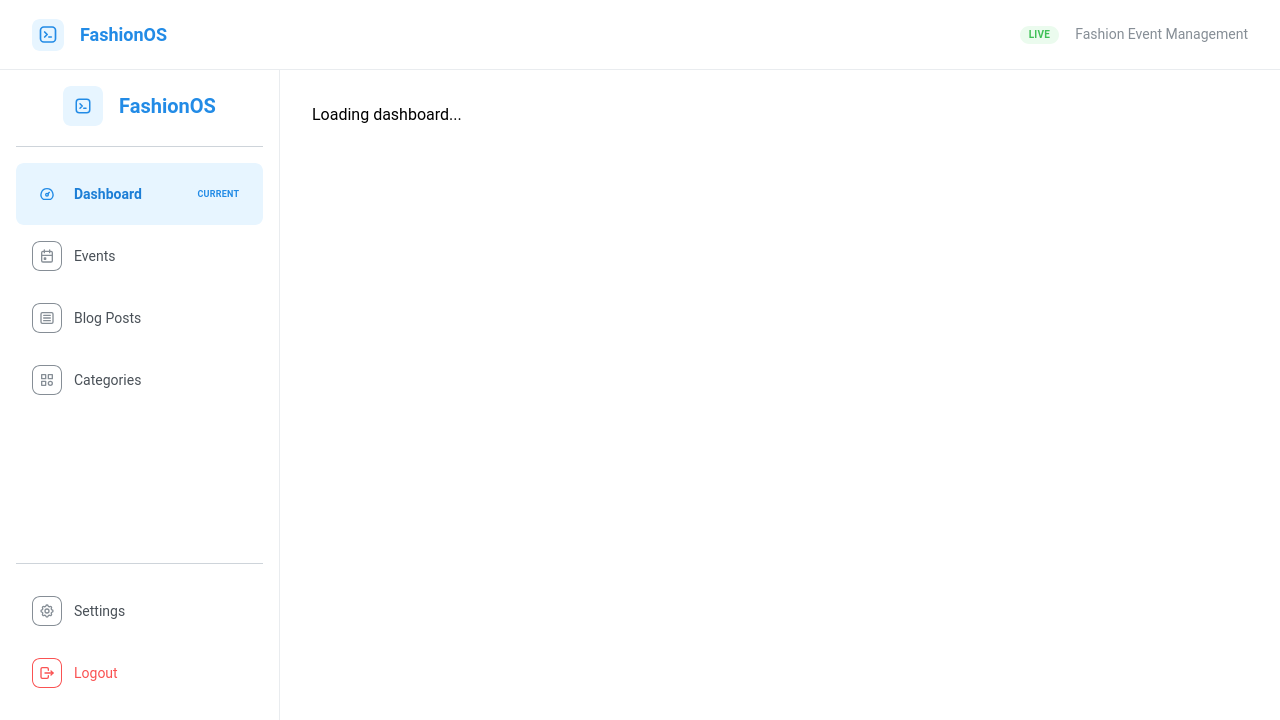 FashionOS
LIVE
Fashion Event Management
FashionOS
Dashboard
CURRENT
Events
Blog Posts
Categories
Settings
Logout
Loading dashboard...